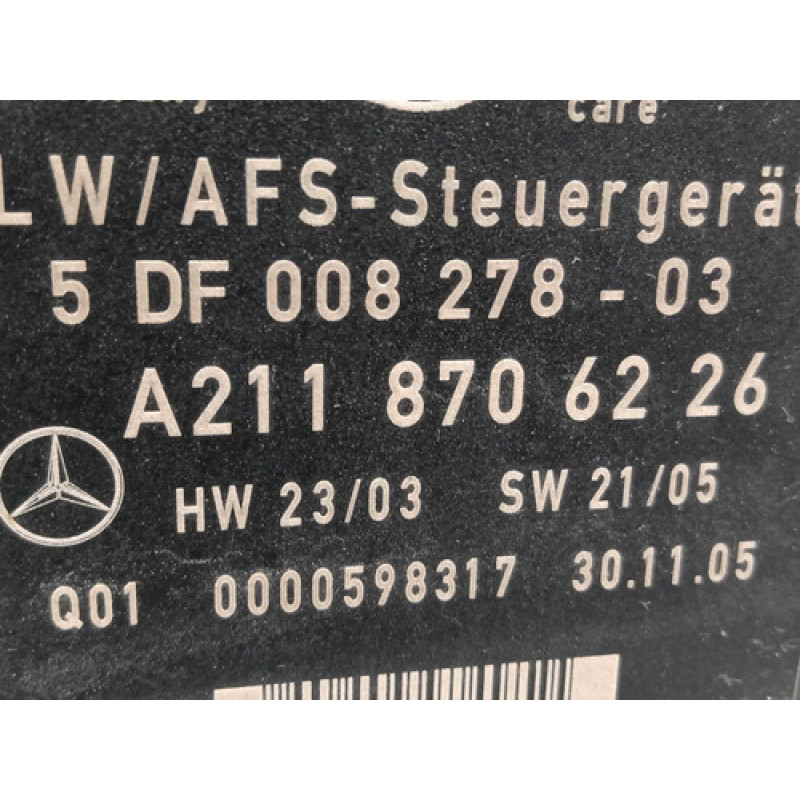 care
LW/AFS-Steuergerät
5 DF 008 278 - 03
A211 870 62 26
HW 23/03 SW 21/05
Q01 0000598317 30.11.05